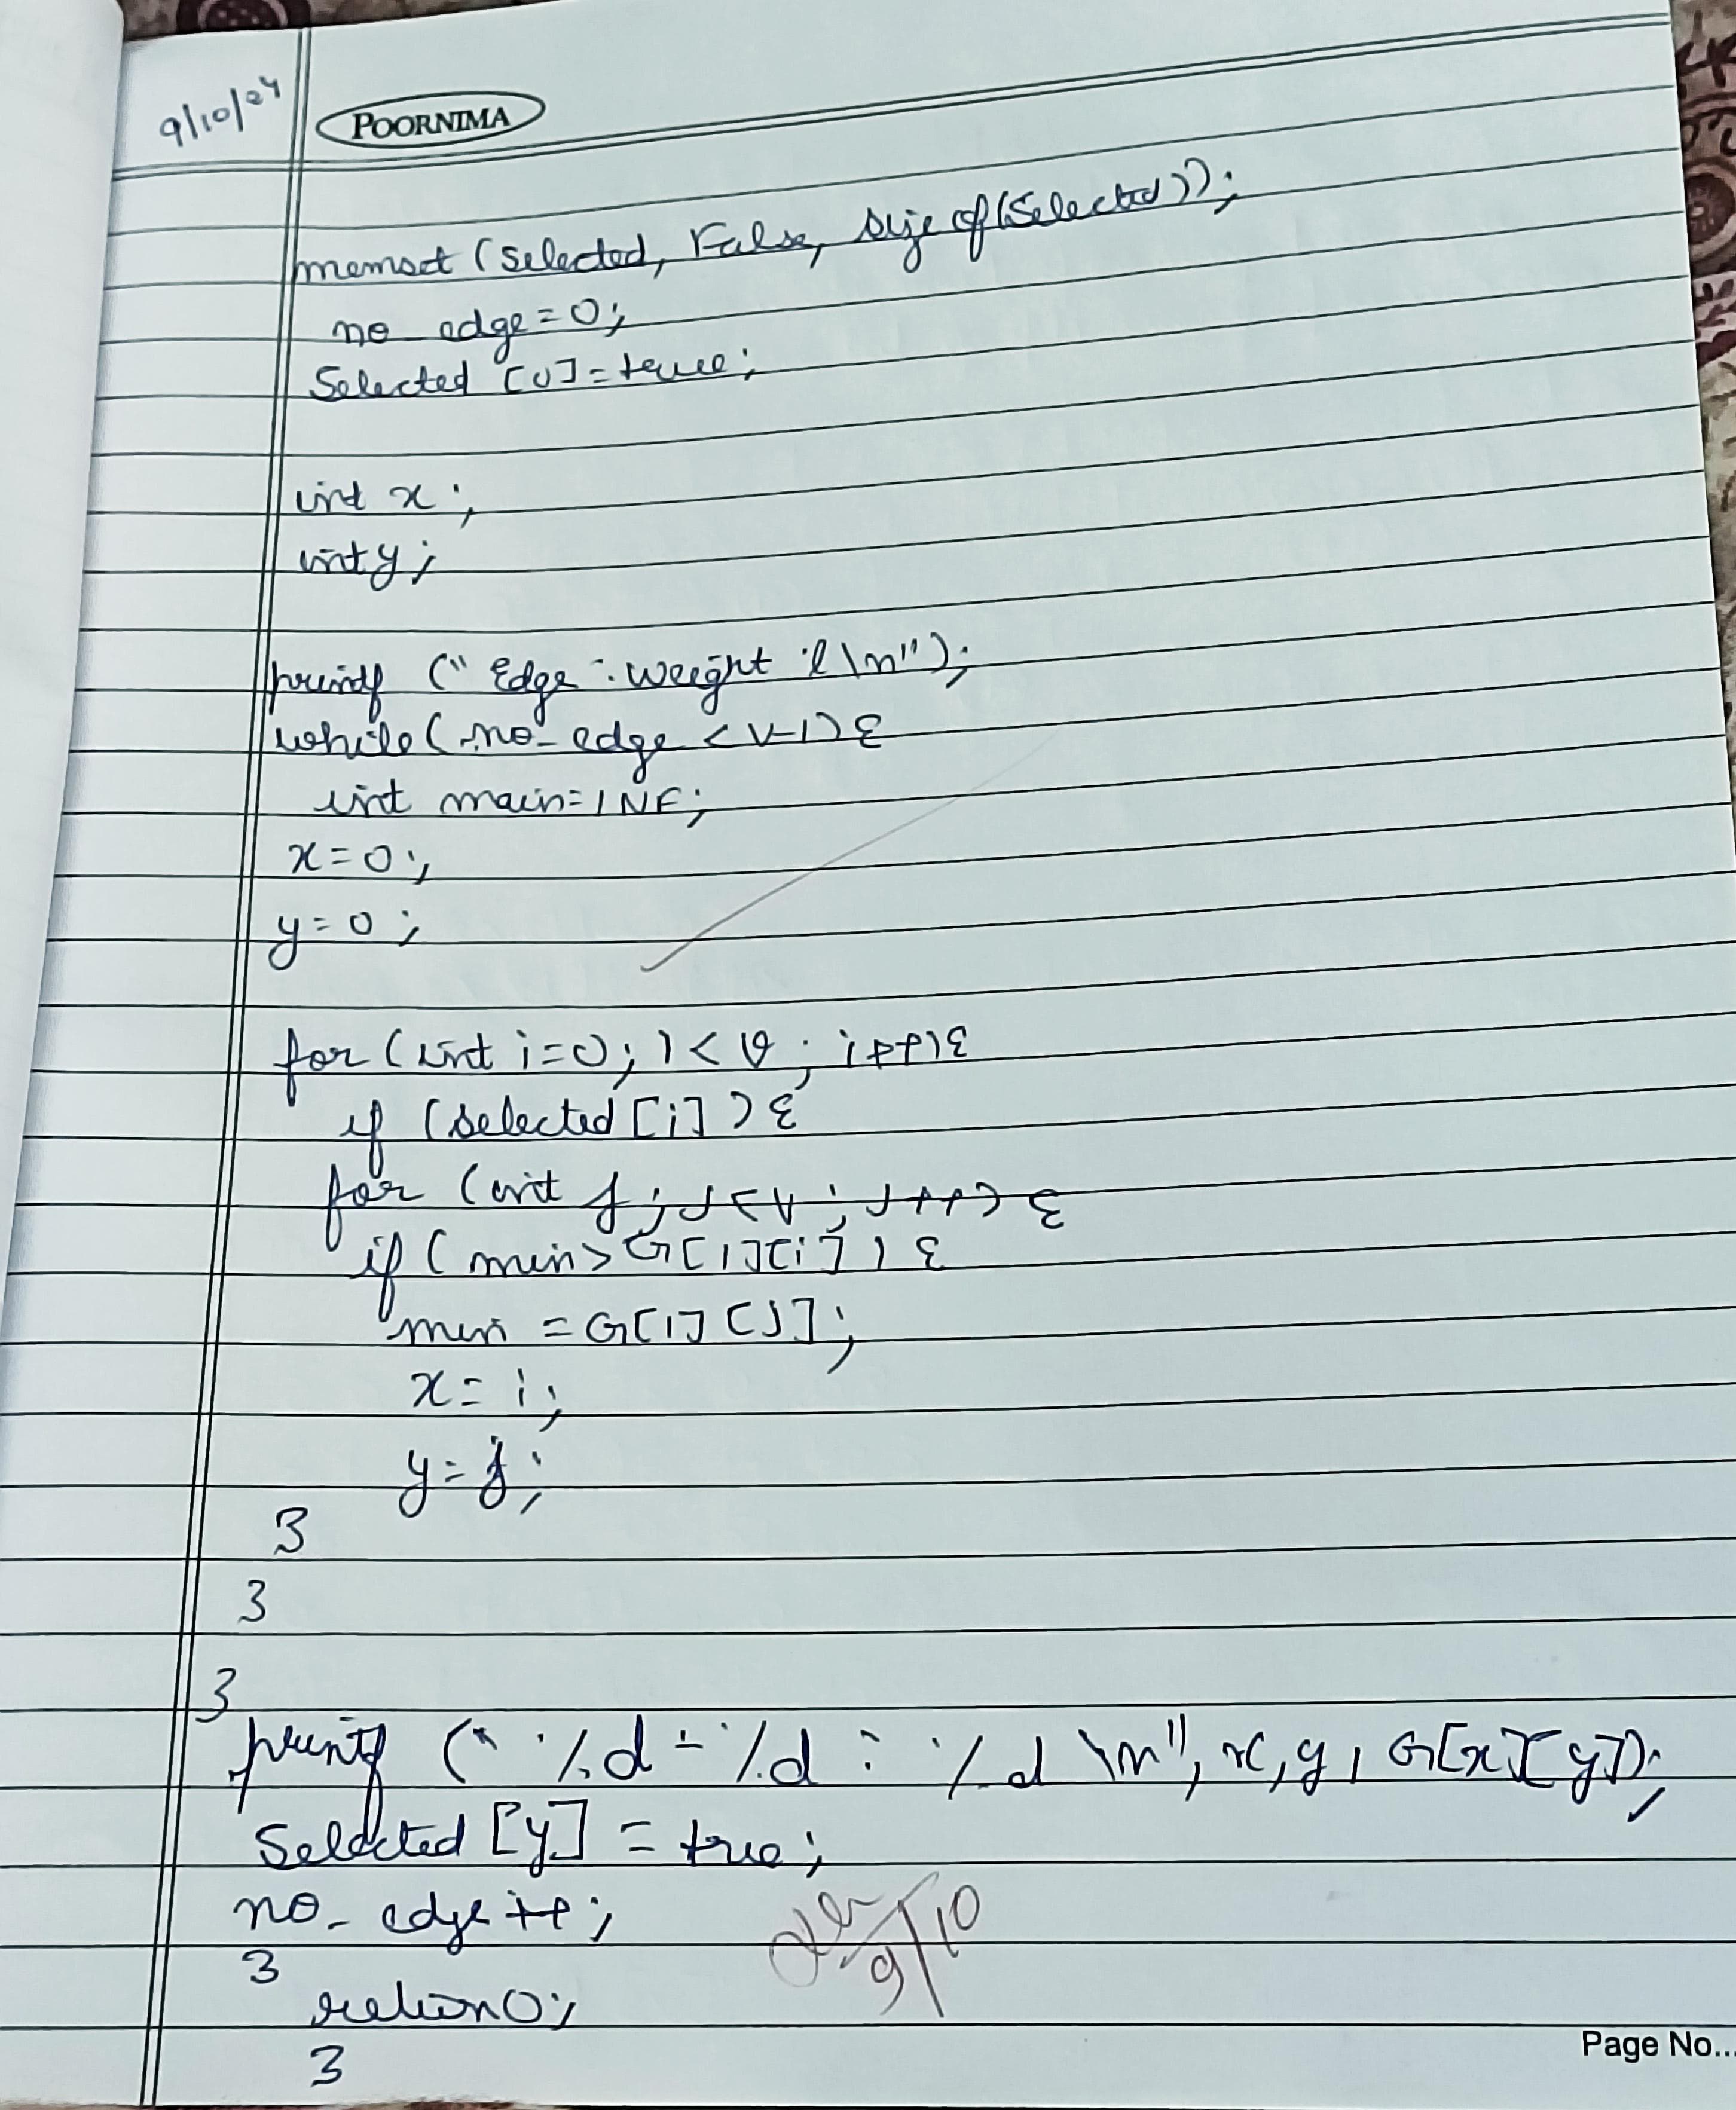 9/10/24
POORNIMA
memset (selected, False, size of (selected));
no_edge = 0;
Selected [0] = true;
int x ;
int y ;
printf (" Edge : Weight \n");
while ( no_edge < V-1) {
int main = INF;
x = 0 ;
y = 0 ;
for ( int i = 0 ; i < V ; i++) {
if (selected [i] ) {
for ( int j ; j < V ; j++ ) {
if ( min > G[i][j] ) {
min = G[i] [j] ;
x = i ;
y = j ;
}
}
}
printf (" %d - %d : %d \n", x, y, G[x][y]);
Selected [y] = true ;
no_edge ++ ;
}
return 0 ;
}
9/10
Page No...